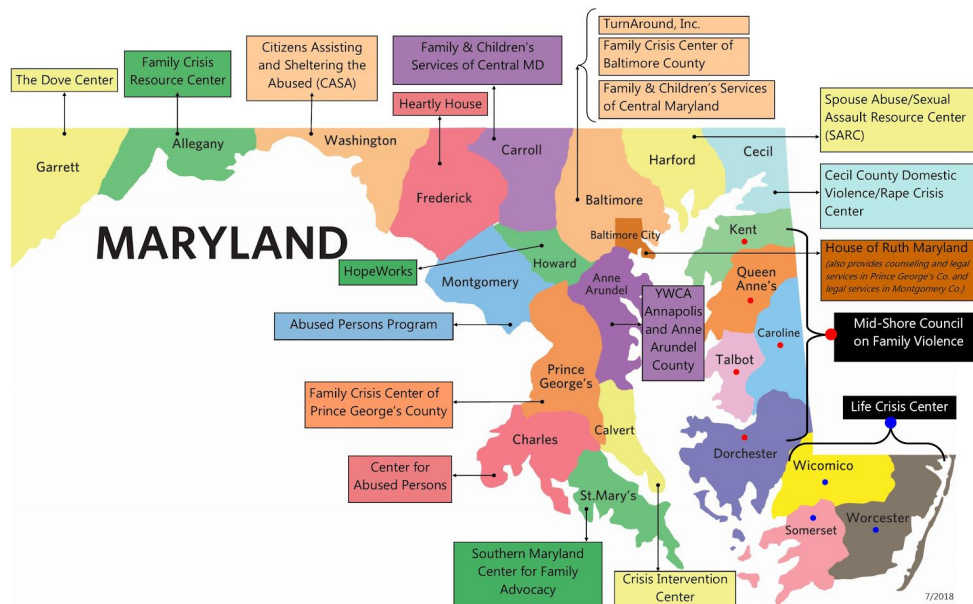 TurnAround, Inc.
Family Crisis Center of
Baltimore County
Family & Children's Services
of Central Maryland
Citizens Assisting
and Sheltering the
Abused (CASA)
Family & Children's
Services of Central MD
Family Crisis
Resource Center
The Dove Center
Heartly House
Spouse Abuse/Sexual
Assault Resource Center
(SARC)
Garrett
Allegany
Washington
Frederick
Carroll
Baltimore
Harford
Cecil
Cecil County Domestic
Violence/Rape Crisis
Center
MARYLAND
Baltimore City
Kent
House of Ruth Maryland
(also provides counseling and legal
services in Prince George's Co. and
legal services in Montgomery Co.)
HopeWorks
Howard
Montgomery
Anne
Arundel
Queen
Anne's
YWCA
Annapolis
and Anne
Arundel
County
Abused Persons Program
Caroline
Mid-Shore Council
on Family Violence
Talbot
Prince
George's
Family Crisis Center of
Prince George's County
Life Crisis Center
Calvert
Charles
Dorchester
Center for
Abused Persons
Wicomico
St.Mary's
Somerset
Worcester
Southern Maryland
Center for Family
Advocacy
Crisis Intervention
Center
7/2018